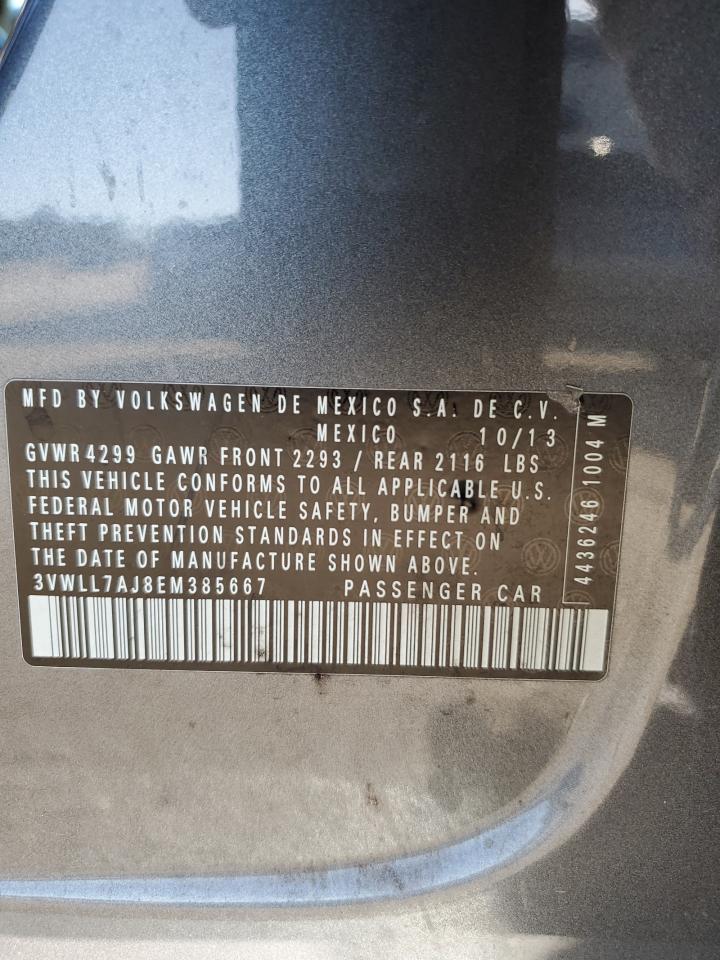 MFD BY VOLKSWAGEN DE MEXICO S.A. DE C.V.
MEXICO 10/13
GVWR 4299 GAWR FRONT 2293 / REAR 2116 LBS
THIS VEHICLE CONFORMS TO ALL APPLICABLE U.S.
FEDERAL MOTOR VEHICLE SAFETY, BUMPER AND
THEFT PREVENTION STANDARDS IN EFFECT ON
THE DATE OF MANUFACTURE SHOWN ABOVE.
3VWLL7AJ8EM385667 PASSENGER CAR
4436246 1004 M